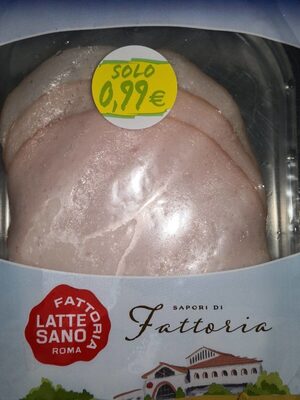 SOLO
0,99€
FATTORIA
LATTE
SANO
ROMA
SAPORI DI
Fattoria